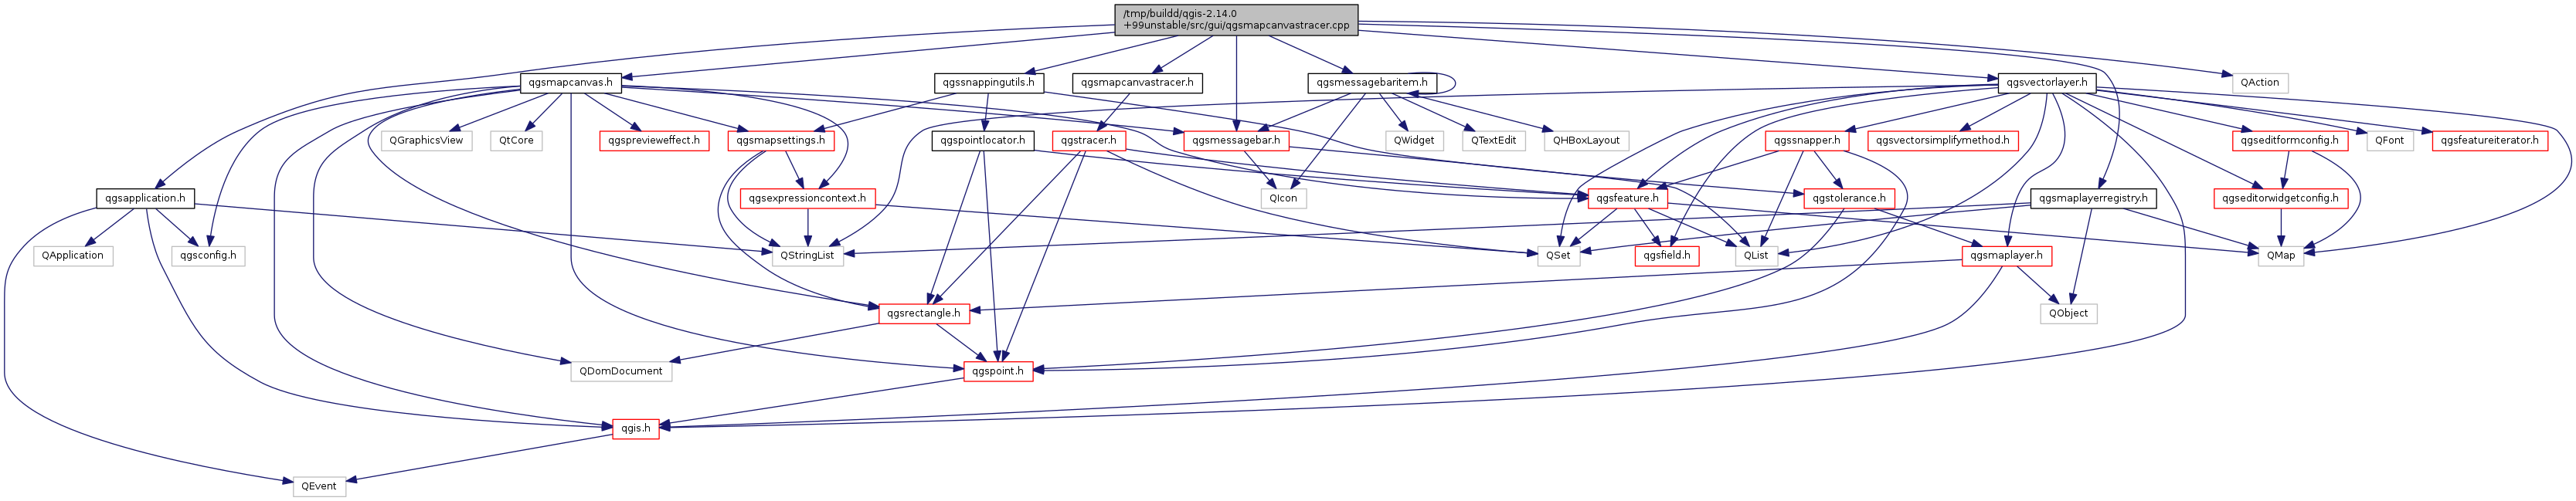 /tmp/buildd/qgis-2.14.0
+99unstable/src/gui/qgsmapcanvastracer.cpp
qgsmapcanvas.h
qgssnappingutils.h
qgsmapcanvastracer.h
qgsmessagebaritem.h
qgsvectorlayer.h
QAction
QGraphicsView
QtCore
qgspreviewеffect.h
qgsmapsettings.h
qgspointlocator.h
qgstracer.h
qgsmessagebar.h
QWidget
QTextEdit
QHBoxLayout
qgssnapper.h
qgsvectorsimplifymethod.h
qgseditformconfig.h
QFont
qgsfeatureiterator.h
qgsapplication.h
qgsexpressioncontext.h
QIcon
qgsfeature.h
qgstolerance.h
qgsmaplayerregistry.h
qgseditorwidgetconfig.h
QApplication
qgsconfig.h
QStringList
QSet
qgsfield.h
QList
qgsmaplayer.h
QMap
qgsrectangle.h
QObject
QDomDocument
qgspoint.h
qgis.h
QEvent